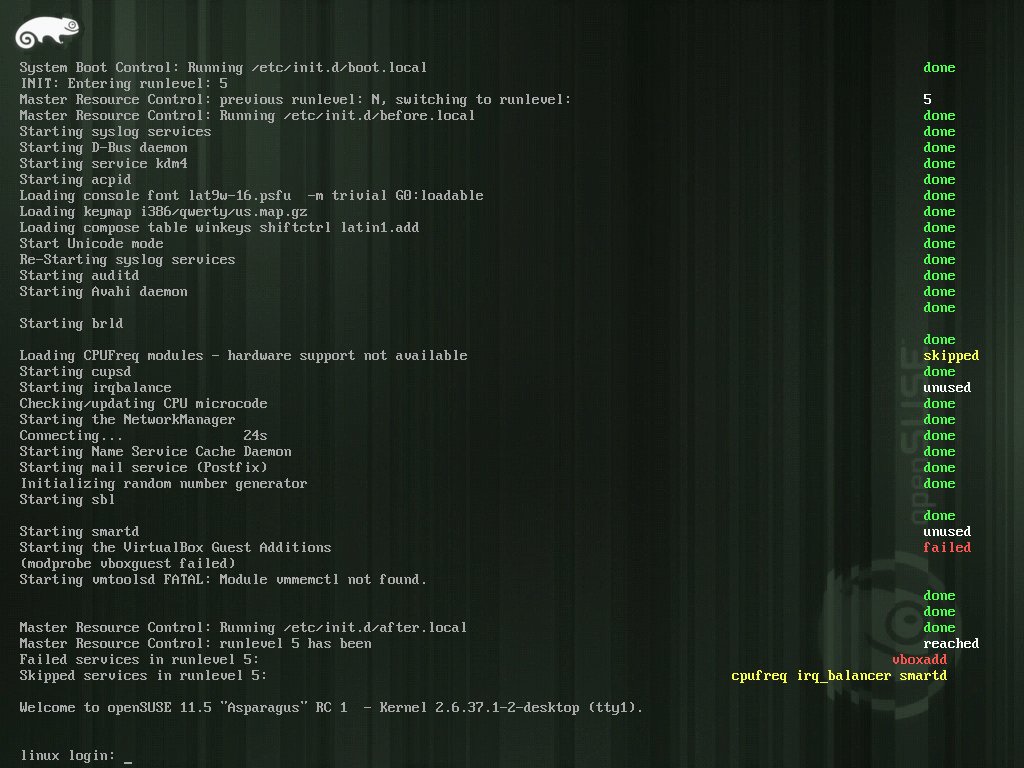 System Boot Control: Running /etc/init.d/boot.local done
INIT: Entering runlevel: 5
Master Resource Control: previous runlevel: N, switching to runlevel: 5
Master Resource Control: Running /etc/init.d/before.local done
Starting syslog services done
Starting D-Bus daemon done
Starting service kdm4 done
Starting acpid done
Loading console font lat9w-16.psfu  -m trivial G0:loadable done
Loading keymap i386/qwerty/us.map.gz done
Loading compose table winkeys shiftctrl latin1.add done
Start Unicode mode done
Re-Starting syslog services done
Starting auditd done
Starting Avahi daemon done
done
Starting brld
done
Loading CPUFreq modules - hardware support not available skipped
Starting cupsd done
Starting irqbalance unused
Checking/updating CPU microcode done
Starting the NetworkManager done
Connecting... 24s done
Starting Name Service Cache Daemon done
Starting mail service (Postfix) done
Initializing random number generator done
Starting sbl
done
Starting smartd unused
Starting the VirtualBox Guest Additions failed
(modprobe vboxguest failed)
Starting vmtoolsd FATAL: Module vmmemctl not found.
done
done
Master Resource Control: Running /etc/init.d/after.local done
Master Resource Control: runlevel 5 has been reached
Failed services in runlevel 5: vboxadd
Skipped services in runlevel 5: cpufreq irq_balancer smartd
Welcome to openSUSE 11.5 "Asparagus" RC 1  - Kernel 2.6.37.1-2-desktop (tty1).
linux login: _
openSUSE